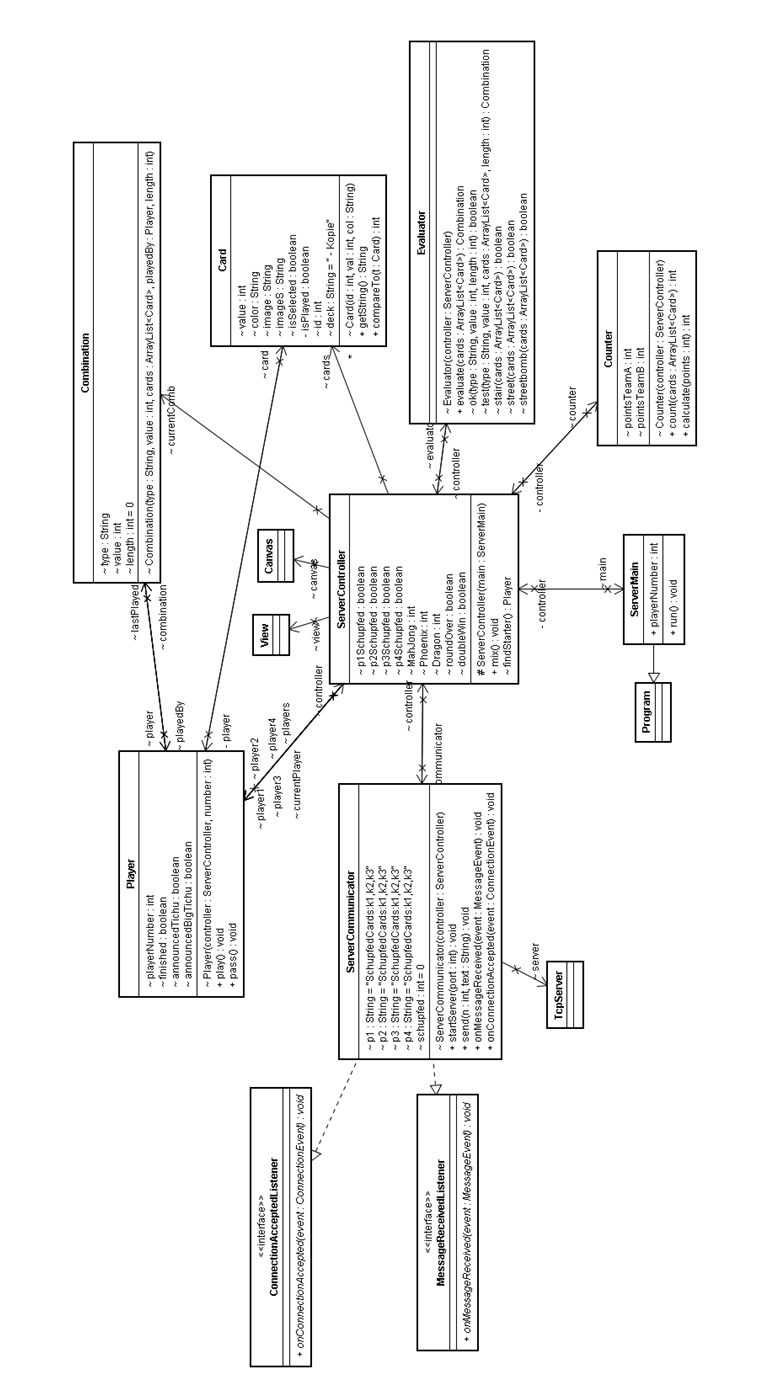 Combination
~ type : String
~ value : int
~ length : int = 0
~ Combination(type : String, value : int, cards : ArrayList<Card>, playedBy : Player, length : int)
Card
~ value : int
~ color : String
~ image : String
~ imageS : String
~ isSelected : boolean
- isPlayed : boolean
~ id : int
~ deck : String = " - Kopie"
~ Card(id : int, val : int, col : String)
+ getString() : String
+ compareTo(t : Card) : int
Evaluator
~ Evaluator(controller : ServerController)
+ evaluate(cards : ArrayList<Card>) : Combination
~ ok(type : String, value : int, length : int) : boolean
~ test(type : String, value : int, cards : ArrayList<Card>, length : int) : Combination
~ stair(cards : ArrayList<Card>) : boolean
~ street(cards : ArrayList<Card>) : boolean
~ streetbomb(cards : ArrayList<Card>) : boolean
Counter
~ pointsTeamA : int
~ pointsTeamB : int
~ Counter(controller : ServerController)
+ count(cards : ArrayList<Card>) : int
+ calculate(points : int) : int
Canvas
View
ServerController
~ p1Schupfed : boolean
~ p2Schupfed : boolean
~ p3Schupfed : boolean
~ p4Schupfed : boolean
~ MahJong : int
~ Phoenix : int
~ Dragon : int
~ roundOver : boolean
~ doubleWin : boolean
# ServerController(main : ServerMain)
+ mix() : void
~ findStarter() : Player
ServerMain
+ playerNumber : int
+ run() : void
Program
Player
~ playerNumber : int
~ finished : boolean
~ announcedTichu : boolean
~ announcedBigTichu : boolean
~ Player(controller : ServerController, number : int)
+ play() : void
+ pass() : void
ServerCommunicator
~ p1 : String = "SchupfedCards:k1,k2,k3"
~ p2 : String = "SchupfedCards:k1,k2,k3"
~ p3 : String = "SchupfedCards:k1,k2,k3"
~ p4 : String = "SchupfedCards:k1,k2,k3"
~ schupfed : int = 0
~ ServerCommunicator(controller : ServerController)
+ startServer(port : int) : void
+ send(n : int, text : String) : void
+ onMessageReceived(event : MessageEvent) : void
+ onConnectionAccepted(event : ConnectionEvent) : void
TcpServer
<<interface>>
ConnectionAcceptedListener
+ onConnectionAccepted(event : ConnectionEvent) : void
<<interface>>
MessageReceivedListener
+ onMessageReceived(event : MessageEvent) : void
~ currentComb
~ card
~ cards
*
~ evaluato
~ controller
~ counter
- controller
~ canvas
~ view
~ main
- controller
~ lastPlayed
~ combination
~ player
~ playedBy
- player
~ controller
~ player1
~ player2
~ player3
~ player4
~ players
~ currentPlayer
~ controller
ommunicator
~ server